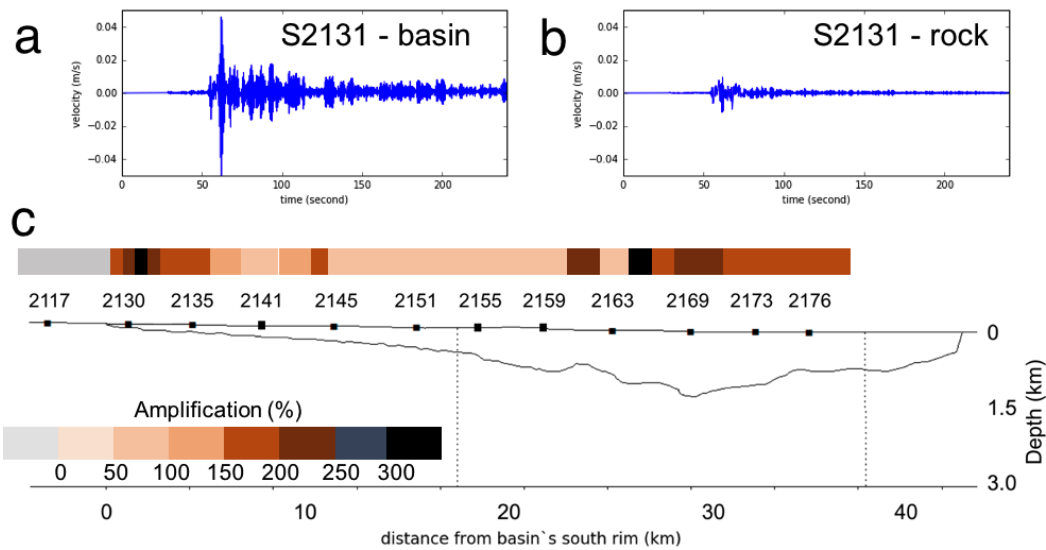 a
S2131 - basin
0.04
0.02
0.00
−0.02
−0.04
velocity (m/s)
0 50 100 150 200
time (second)
b
S2131 - rock
0.04
0.02
0.00
−0.02
−0.04
velocity (m/s)
0 50 100 150 200
time (second)
c
2117 2130 2135 2141 2145 2151 2155 2159 2163 2169 2173 2176
0
1.5
3.0
Depth (km)
Amplification (%)
0 50 100 150 200 250 300
0 10 20 30 40
distance from basin`s south rim (km)